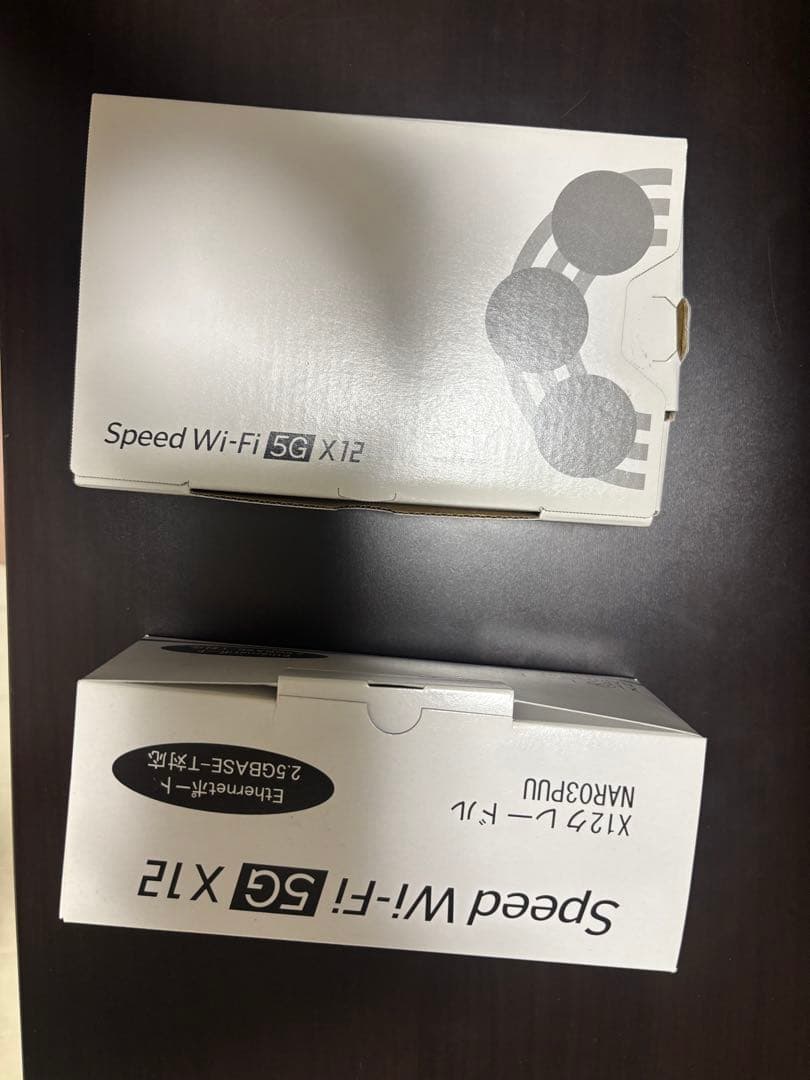 Speed Wi-Fi 5G X12
Speed Wi-Fi 5G X12
X12クレードル
NAR03PUU
Ethernetポート
2.5GBASE-T対応